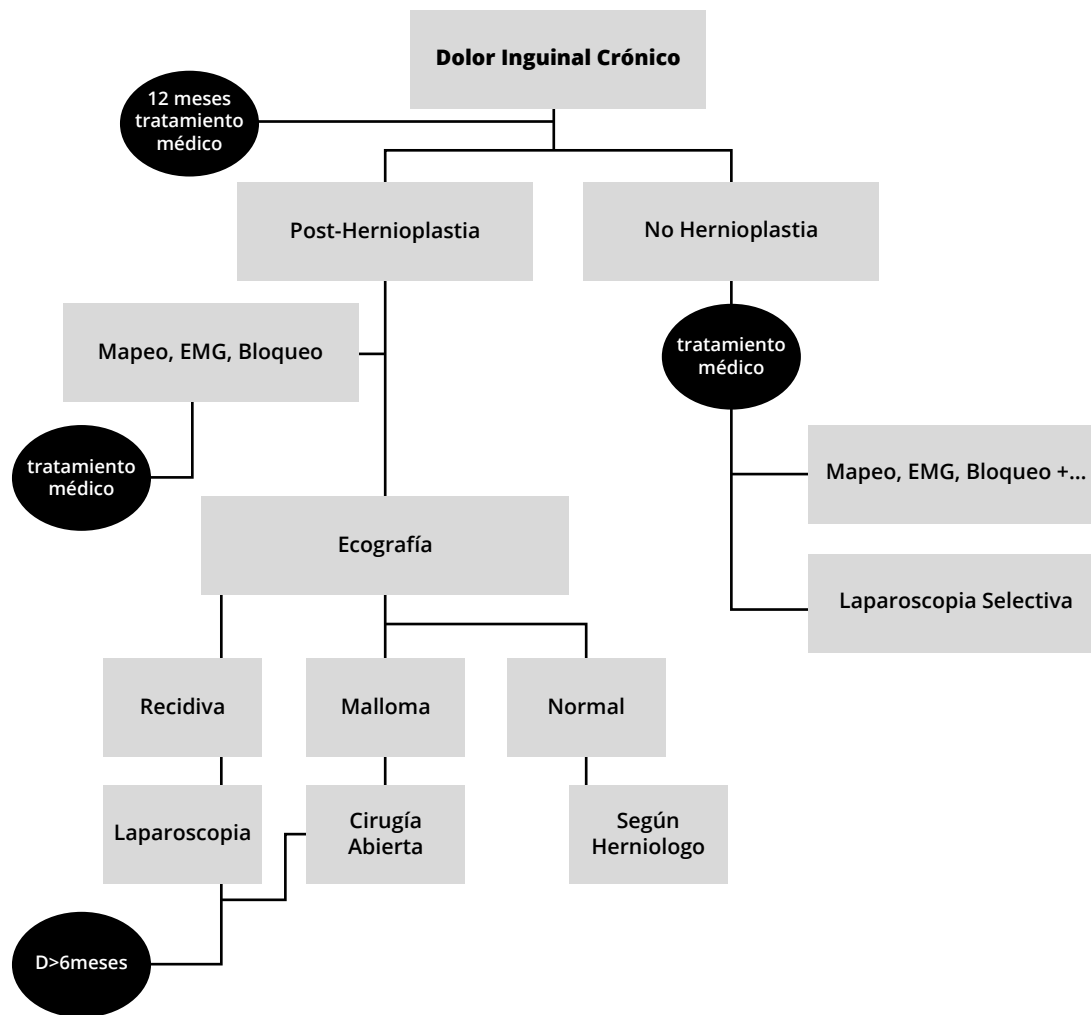 Dolor Inguinal Crónico
12 meses
tratamiento
médico
Post-Hernioplastia
No Hernioplastia
Mapeo, EMG, Bloqueo
tratamiento
médico
tratamiento
médico
Mapeo, EMG, Bloqueo +...
Ecografía
Laparoscopia Selectiva
Recidiva
Malloma
Normal
Laparoscopia
Cirugía
Abierta
Según
Herniologo
D>6meses